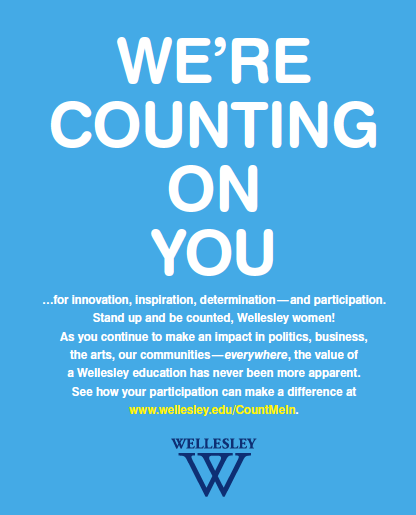 WE’RE
COUNTING
ON
YOU
...for innovation, inspiration, determination—and participation.
Stand up and be counted, Wellesley women!
As you continue to make an impact in politics, business,
the arts, our communities—everywhere, the value of
a Wellesley education has never been more apparent.
See how your participation can make a difference at
www.wellesley.edu/CountMeIn.
WELLESLEY
W